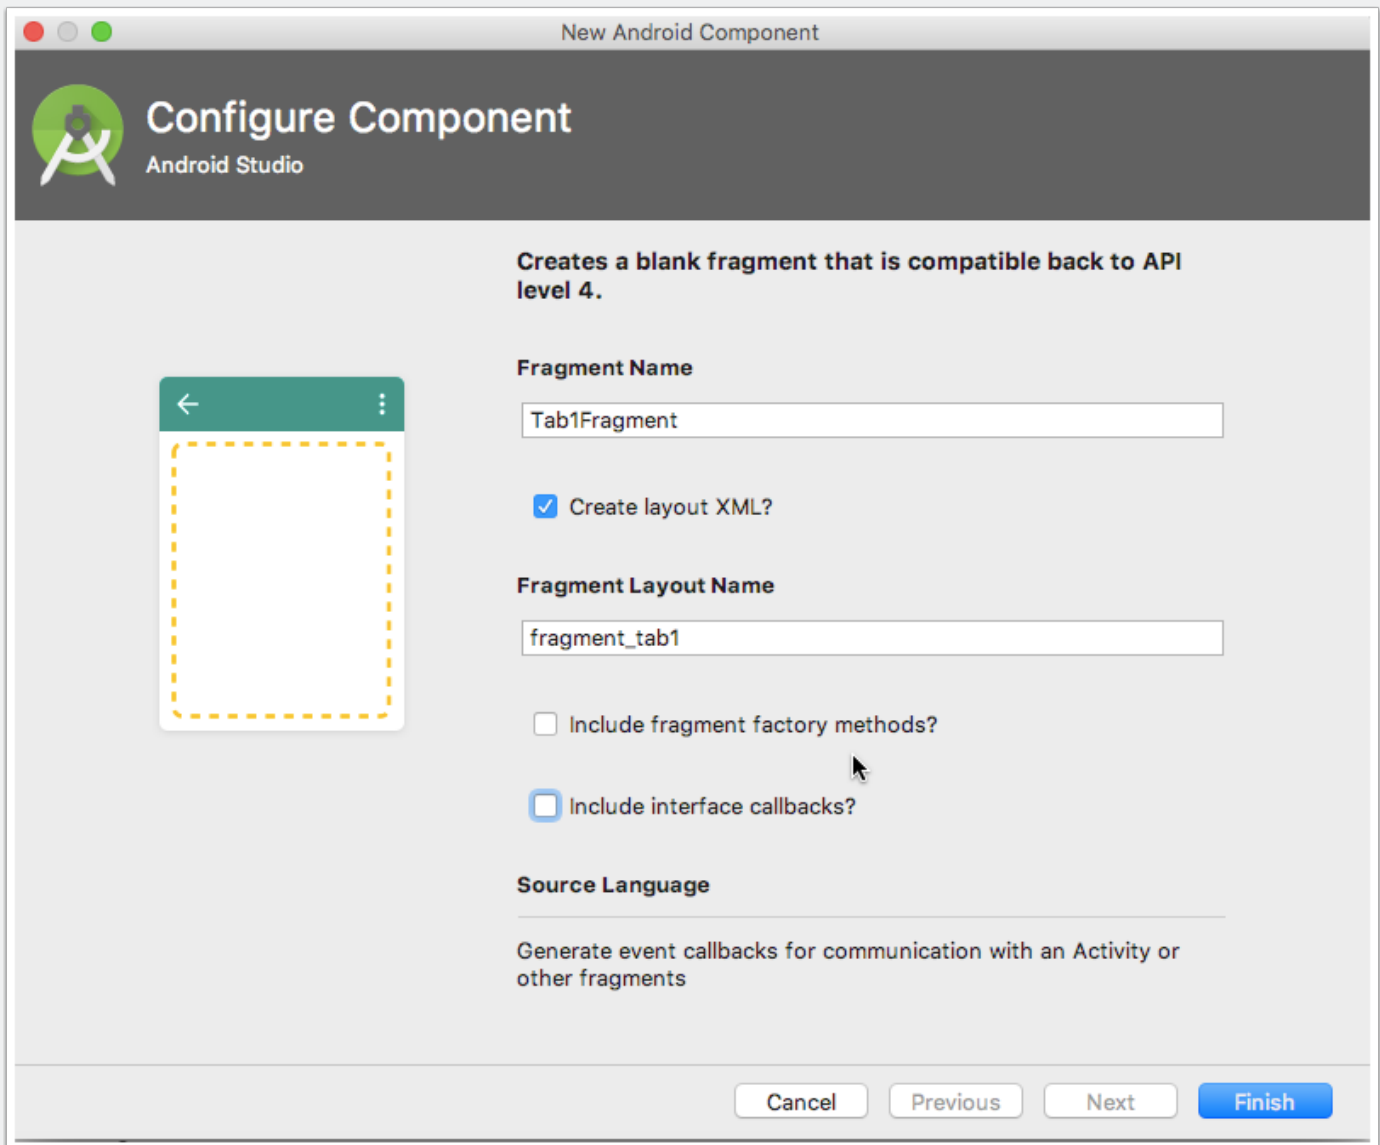 New Android Component
Configure Component
Android Studio
Creates a blank fragment that is compatible back to API
level 4.
Fragment Name
Tab1Fragment
Create layout XML?
Fragment Layout Name
fragment_tab1
Include fragment factory methods?
Include interface callbacks?
Source Language
Generate event callbacks for communication with an Activity or
other fragments
Cancel
Previous
Next
Finish